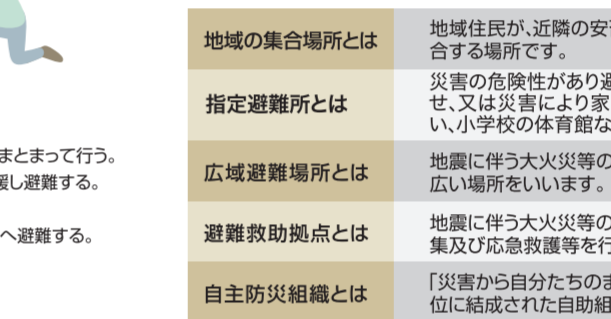 まとまって行う。
援し避難する。
へ避難する。
地域の集合場所とは
地域住民が、近隣の安
合する場所です。
指定避難所とは
災害の危険性があり
せ、又は災害により家
い、小学校の体育館な
広域避難場所とは
地震に伴う大火災等の
広い場所をいいます。
避難救助拠点とは
地震に伴う大火災等の
集及び応急救護等を行
自主防災組織とは
「災害から自分たちのま
位に結成された自助組